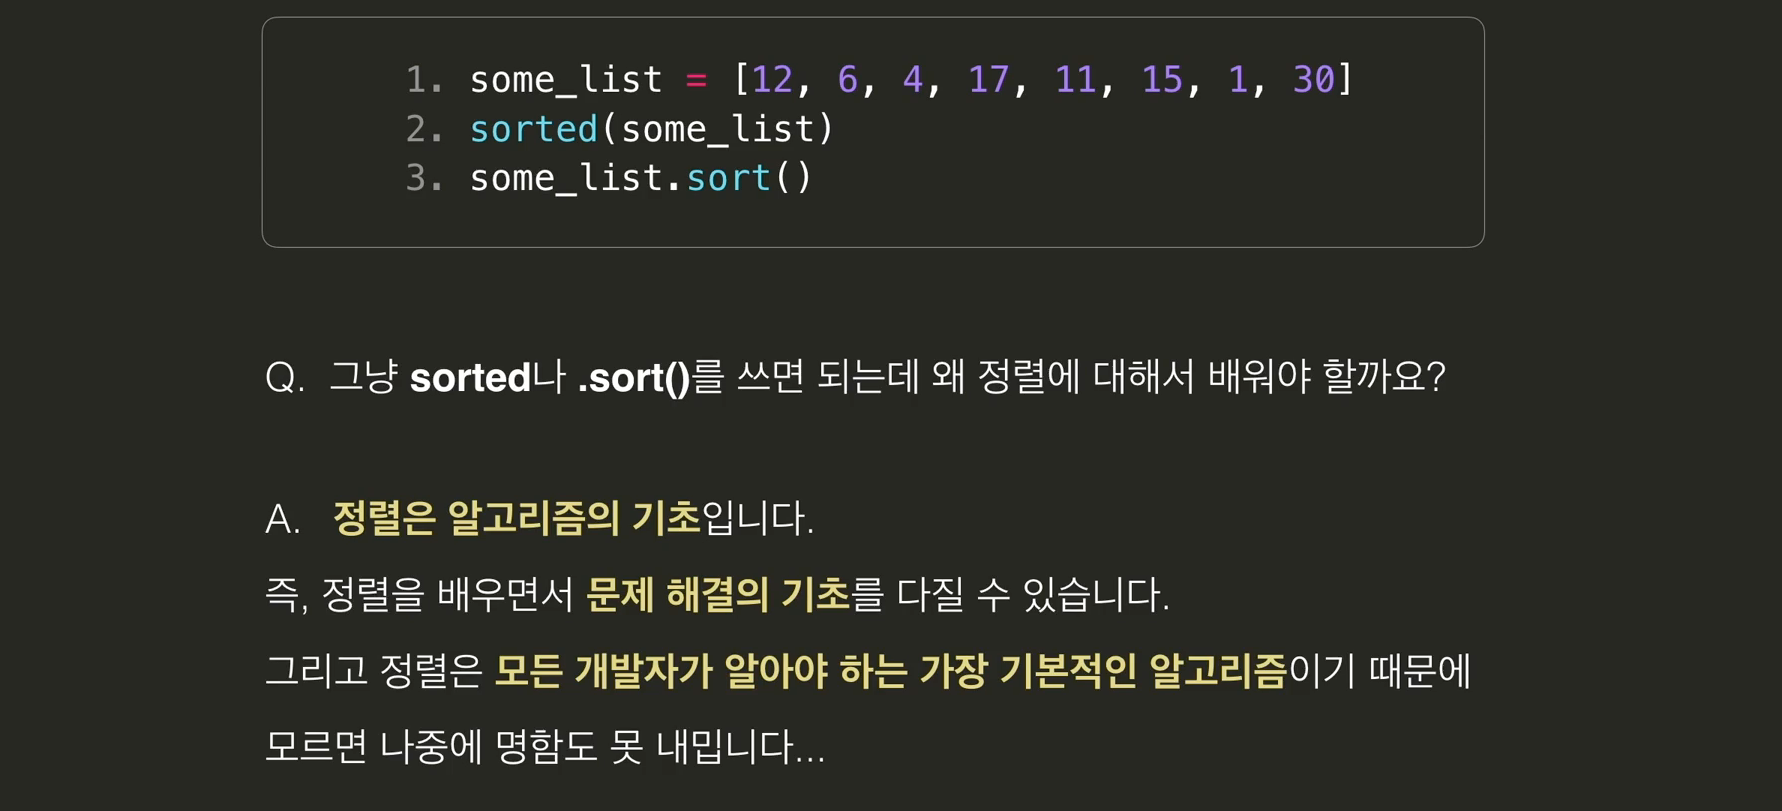 1. some_list = [12, 6, 4, 17, 11, 15, 1, 30]
2. sorted(some_list)
3. some_list.sort()
Q. 그냥 sorted나 .sort()를 쓰면 되는데 왜 정렬에 대해서 배워야 할까요?
A. 정렬은 알고리즘의 기초입니다.
즉, 정렬을 배우면서 문제 해결의 기초를 다질 수 있습니다.
그리고 정렬은 모든 개발자가 알아야 하는 가장 기본적인 알고리즘이기 때문에
모르면 나중에 명함도 못 내밉니다...